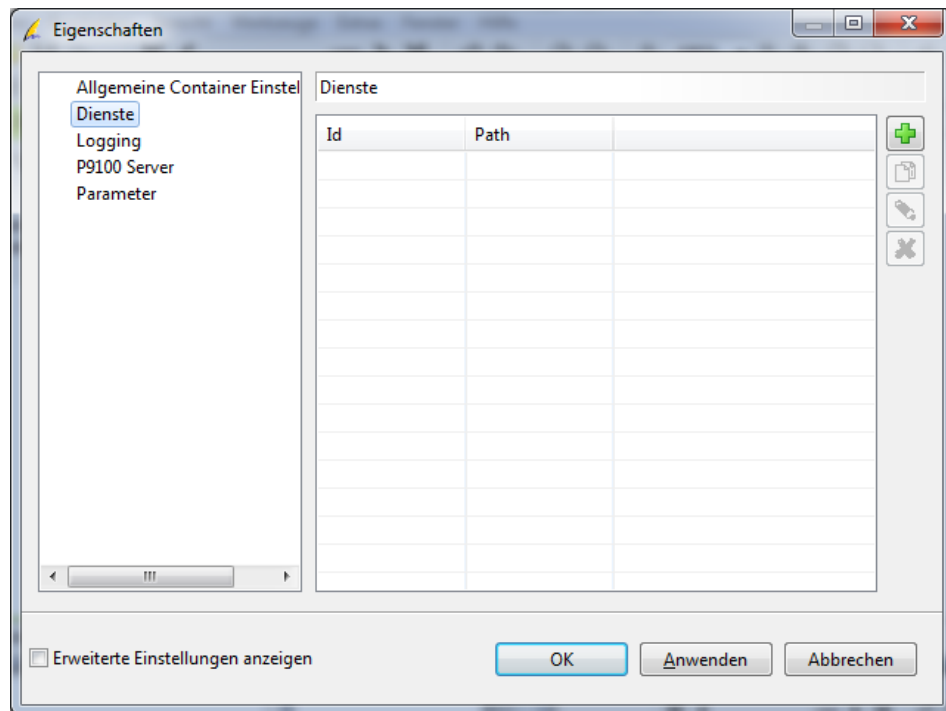 Eigenschaften
Allgemeine Container Einstel
Dienste
Logging
P9100 Server
Parameter
Dienste
Id Path
Erweiterte Einstellungen anzeigen
OK Anwenden Abbrechen